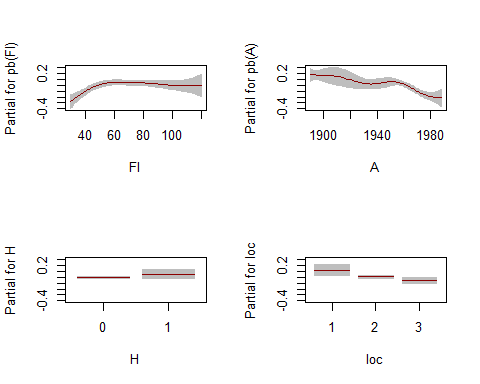 Partial for pb(Fl)
0.2
-0.4
40 60 80 100
Fl
Partial for pb(A)
0.2
-0.4
1900 1940 1980
A
Partial for H
0.2
-0.4
0 1
H
Partial for loc
0.2
-0.4
1 2 3
loc